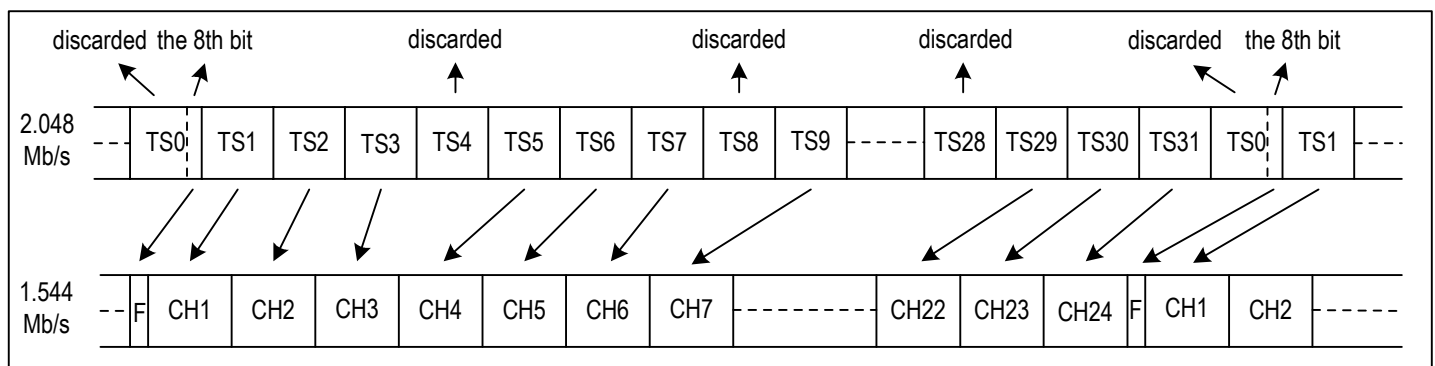 discarded the 8th bit discarded discarded discarded discarded the 8th bit
2.048
Mb/s
TS0 TS1 TS2 TS3 TS4 TS5 TS6 TS7 TS8 TS9 TS28 TS29 TS30 TS31 TS0 TS1
1.544
Mb/s
F CH1 CH2 CH3 CH4 CH5 CH6 CH7 CH22 CH23 CH24 F CH1 CH2